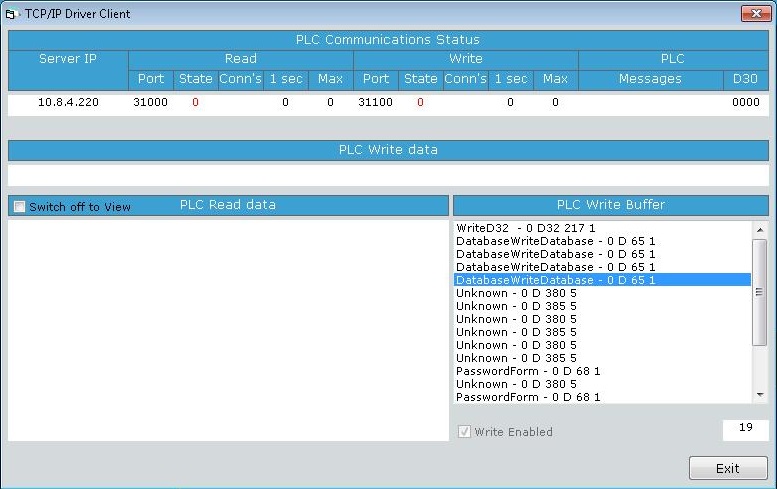 TCP/IP Driver Client
PLC Communications Status
Server IP Read Write PLC
Port State Conn's 1 sec Max Port State Conn's 1 sec Max Messages D30
10.8.4.220 31000 0 0 0 31100 0 0 0 0000
PLC Write data
Switch off to View PLC Read data
PLC Write Buffer
WriteD32 - 0 D32 217 1
DatabaseWriteDatabase - 0 D 65 1
DatabaseWriteDatabase - 0 D 65 1
DatabaseWriteDatabase - 0 D 65 1
DatabaseWriteDatabase - 0 D 65 1
Unknown - 0 D 380 5
Unknown - 0 D 385 5
Unknown - 0 D 380 5
Unknown - 0 D 385 5
Unknown - 0 D 380 5
Unknown - 0 D 385 5
PasswordForm - 0 D 68 1
Unknown - 0 D 380 5
PasswordForm - 0 D 68 1
Write Enabled 19
Exit